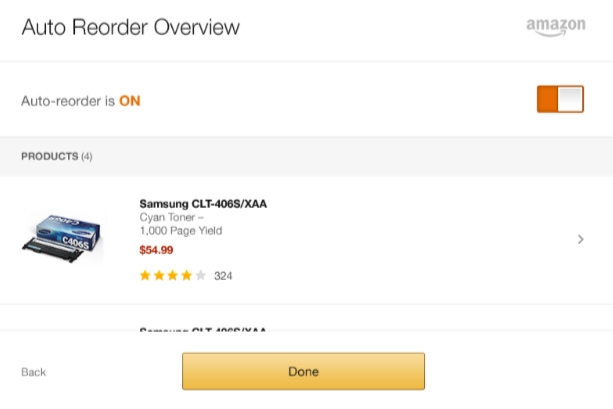 Auto Reorder Overview
amazon
Auto-reorder is ON
PRODUCTS (4)
Samsung CLT-406S/XAA
Cyan Toner –
1,000 Page Yield
$54.99
324
C406S
Back
Done